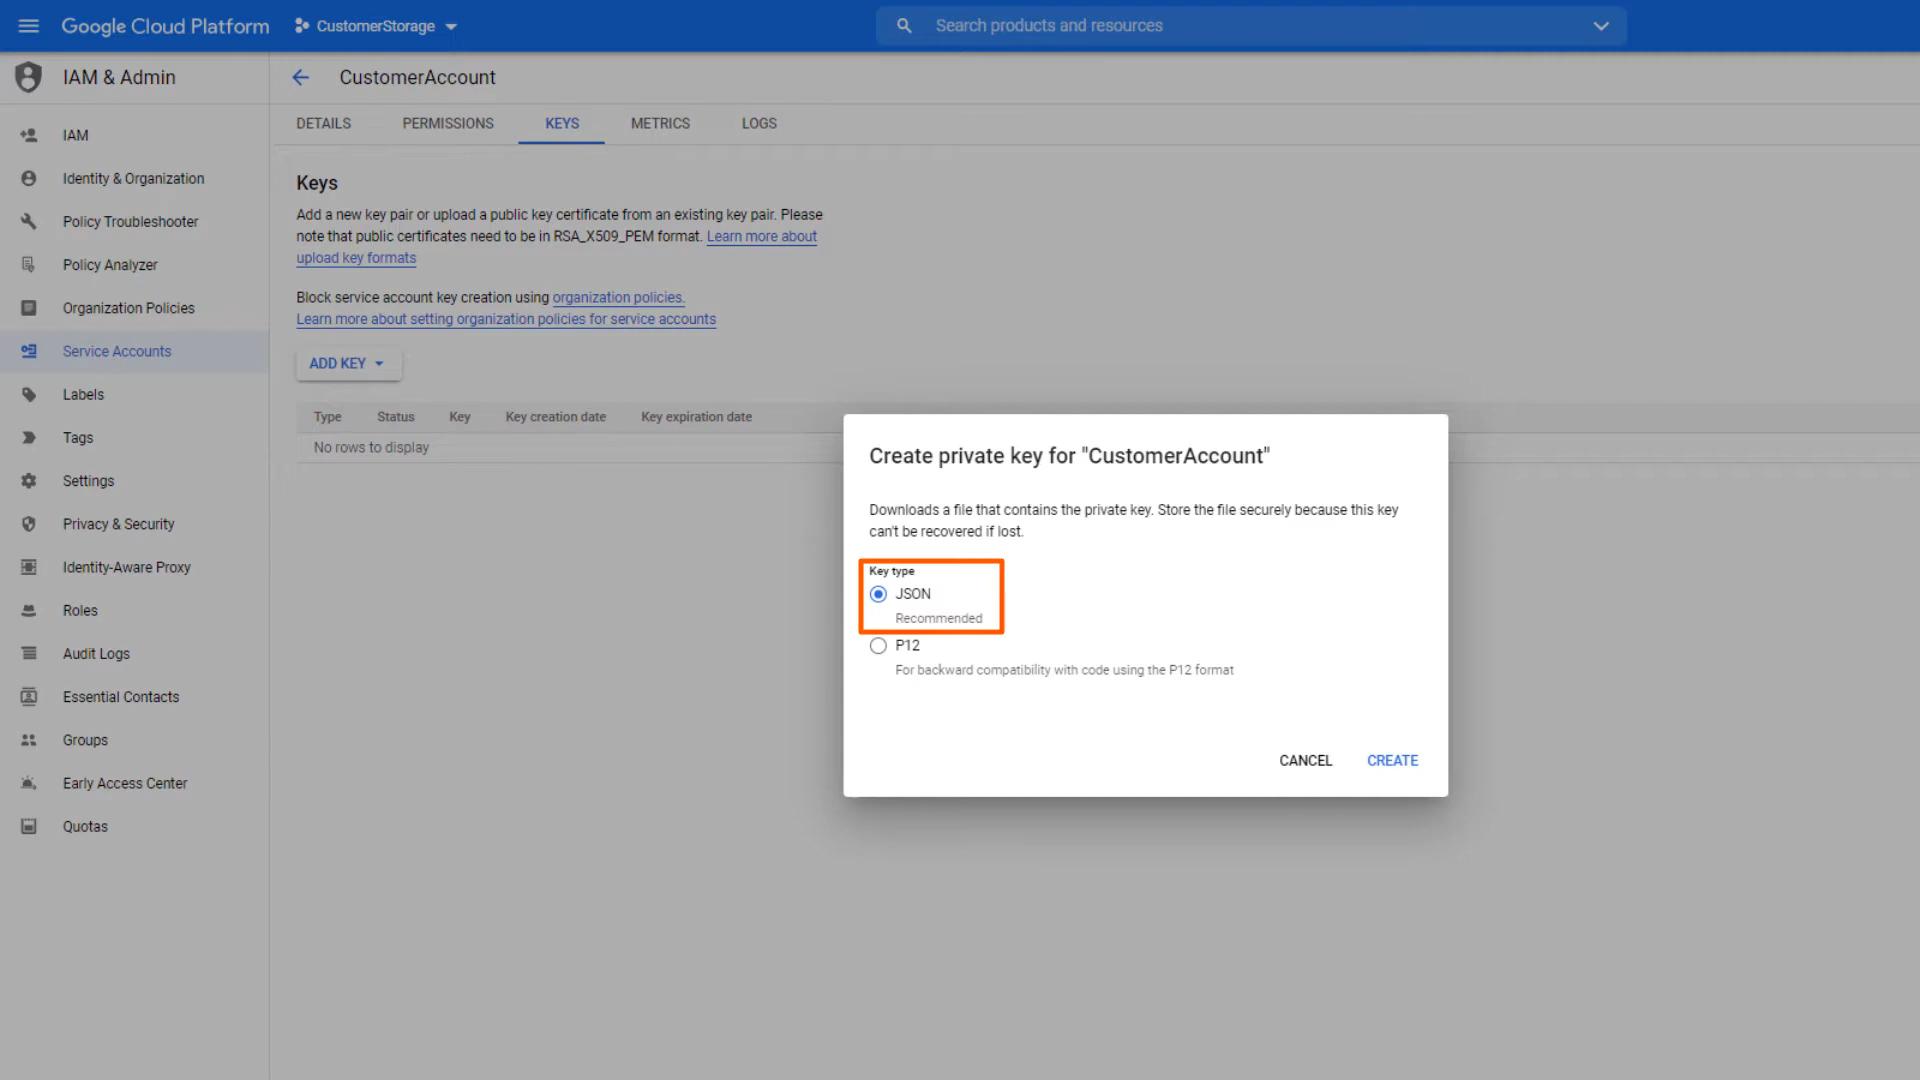 Google Cloud Platform
CustomerStorage
Search products and resources
IAM & Admin
CustomerAccount
DETAILS
PERMISSIONS
KEYS
METRICS
LOGS
IAM
Identity & Organization
Policy Troubleshooter
Policy Analyzer
Organization Policies
Service Accounts
Labels
Tags
Settings
Privacy & Security
Identity-Aware Proxy
Roles
Audit Logs
Essential Contacts
Groups
Early Access Center
Quotas
Keys
Add a new key pair or upload a public key certificate from an existing key pair. Please
note that public certificates need to be in RSA_X509_PEM format. Learn more about
upload key formats
Block service account key creation using organization policies.
Learn more about setting organization policies for service accounts
ADD KEY
Type Status Key Key creation date Key expiration date
No rows to display
Create private key for "CustomerAccount"
Downloads a file that contains the private key. Store the file securely because this key
can't be recovered if lost.
Key type
JSON
Recommended
P12
For backward compatibility with code using the P12 format
CANCEL CREATE